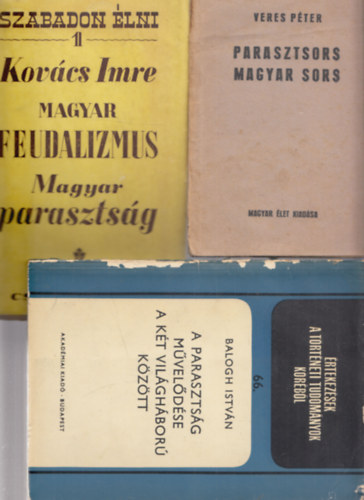 SZABADON ÉLNI
1
Kovács Imre
MAGYAR
FEUDALIZMUS
Magyar
parasztság
VERES PÉTER
PARASZTSORS
MAGYAR SORS
MAGYAR ÉLET KIADÁSA
ÉRTEKEZÉSEK
A TÖRTÉNETI TUDOMÁNYOK
KÖRÉBŐL
66.
BALOGH ISTVÁN
A PARASZTSÁG
MŰVELŐDÉSE
A KÉT VILÁGHÁBORÚ
KÖZÖTT
AKADÉMIAI KIADÓ · BUDAPEST